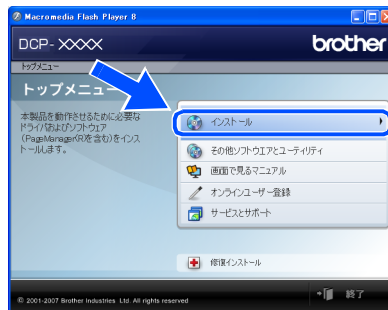 Macromedia Flash Player 8
DCP-XXXX
brother
トップメニュー
トップメニュー
本製品を動作させるために必要な
ドライバおよびソフトウェア
(PageManager(R)を含む)をインス
トールします。
インストール
その他ソフトウエアとユーティリティ
画面で見るマニュアル
オンラインユーザー登録
サービスとサポート
修復インストール
© 2001-2007 Brother Industries Ltd. All rights reserved
終了